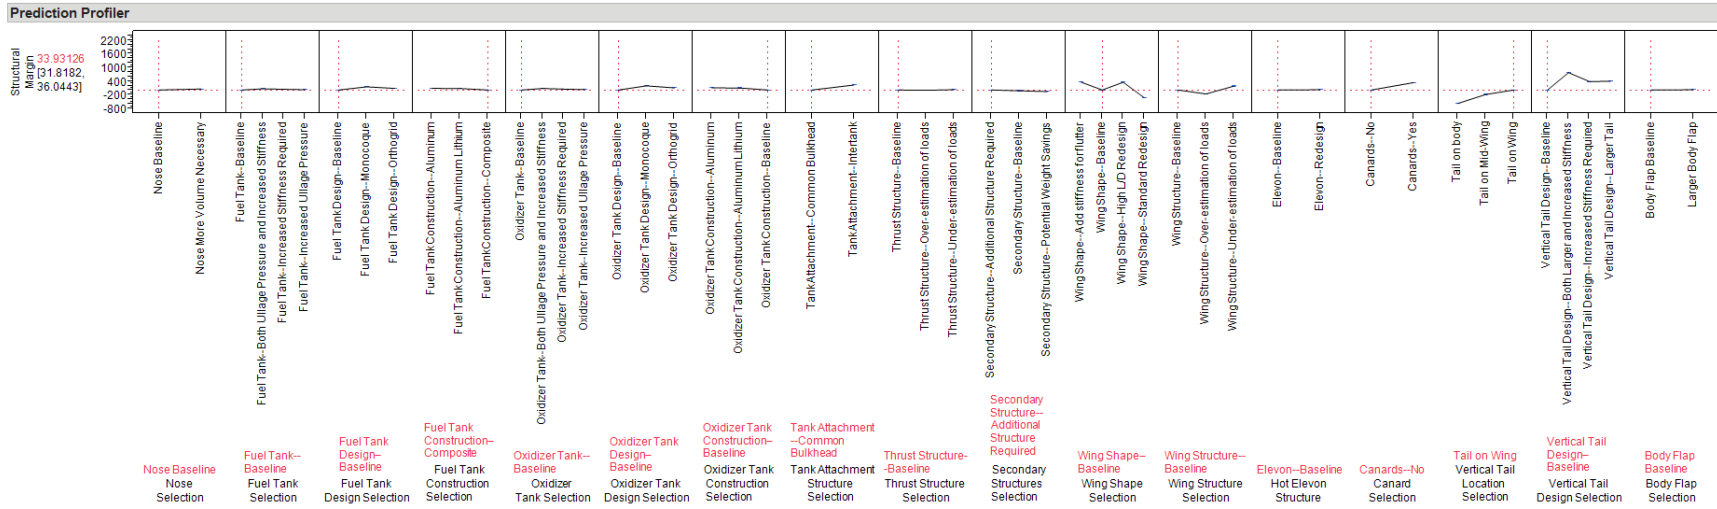 Prediction Profiler
Structural
Margin
33.93126
[31.8182,
36.0443]
2200
1600
1000
400
-200
-800
Nose Baseline
Nose More Volume Necessary
Fuel Tank--Baseline
Fuel Tank--Both Ullage Pressure and Increased Stiffness
Fuel Tank--Increased Stiffness Required
Fuel Tank--Increased Ullage Pressure
Fuel Tank Design--Baseline
Fuel Tank Design--Monocoque
Fuel Tank Design--Orthogrid
Fuel Tank Construction--Aluminum
Fuel Tank Construction--Aluminum Lithium
Fuel Tank Construction--Composite
Oxidizer Tank--Baseline
Oxidizer Tank--Both Ullage Pressure and Increased Stiffness
Oxidizer Tank--Increased Stiffness Required
Oxidizer Tank--Increased Ullage Pressure
Oxidizer Tank Design--Baseline
Oxidizer Tank Design--Monocoque
Oxidizer Tank Design--Orthogrid
Oxidizer Tank Construction--Aluminum
Oxidizer Tank Construction--Aluminum Lithium
Oxidizer Tank Construction--Baseline
Tank Attachment--Common Bulkhead
Tank Attachment--Intertank
Thrust Structure--Baseline
Thrust Structure--Over-estimation of loads
Thrust Structure--Under-estimation of loads
Secondary Structure--Additional Structure Required
Secondary Structure--Baseline
Secondary Structure--Potential Weight Savings
Wing Shape--Add stiffness for flutter
Wing Shape--Baseline
Wing Shape--High L/D Redesign
Wing Shape--Standard Redesign
Wing Structure--Baseline
Wing Structure--Over-estimation of loads
Wing Structure--Under-estimation of loads
Elevon--Baseline
Elevon--Redesign
Canards--No
Canards--Yes
Tail on body
Tail on Mid-Wing
Tail on Wing
Vertical Tail Design--Baseline
Vertical Tail Design--Both Larger and Increased Stiffness
Vertical Tail Design--Increased Stiffness Required
Vertical Tail Design--Larger Tail
Body Flap Baseline
Larger Body Flap
Nose Baseline
Nose
Selection
Fuel Tank--
Baseline
Fuel Tank
Selection
Fuel Tank
Design--
Baseline
Fuel Tank
Design Selection
Fuel Tank
Construction--
Composite
Fuel Tank
Construction
Selection
Oxidizer Tank--
Baseline
Oxidizer
Tank Selection
Oxidizer Tank
Design--
Baseline
Oxidizer Tank
Design Selection
Oxidizer Tank
Construction--
Baseline
Oxidizer Tank
Construction
Selection
Tank Attachment
--Common
Bulkhead
Tank Attachment
Structure
Selection
Thrust Structure-
-Baseline
Thrust Structure
Selection
Secondary
Structure--
Additional
Structure
Required
Secondary
Structures
Selection
Wing Shape--
Baseline
Wing Shape
Selection
Wing Structure--
Baseline
Wing Structure
Selection
Elevon--Baseline
Hot Elevon
Structure
Canards--No
Canard
Selection
Tail on Wing
Vertical Tail
Location
Selection
Vertical Tail
Design--
Baseline
Vertical Tail
Design Selection
Body Flap
Baseline
Body Flap
Selection